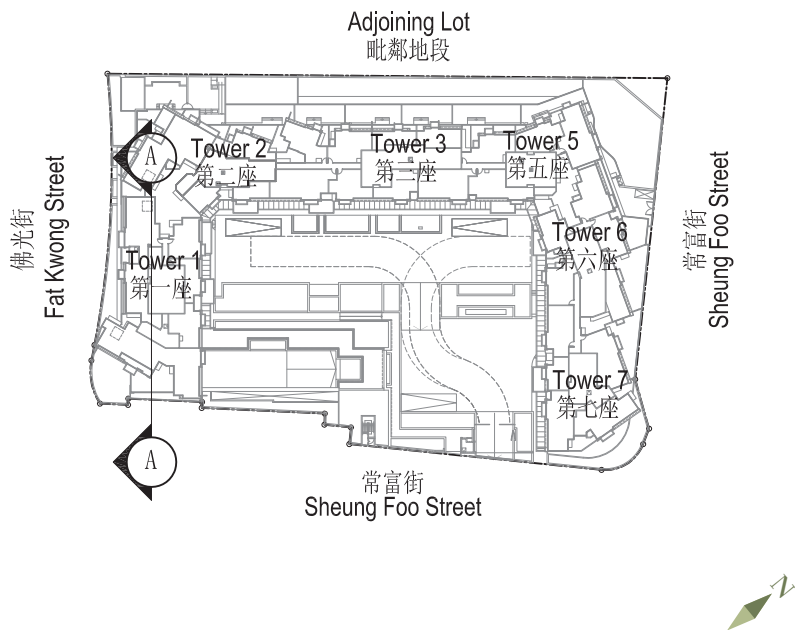 Adjoining Lot
毗鄰地段
Tower 2
第二座
Tower 3
第三座
Tower 5
第五座
A
佛光街
Fat Kwong Street
常富街
Sheung Foo Street
Tower 6
第六座
Tower 1
第一座
Tower 7
第七座
A
常富街
Sheung Foo Street
N